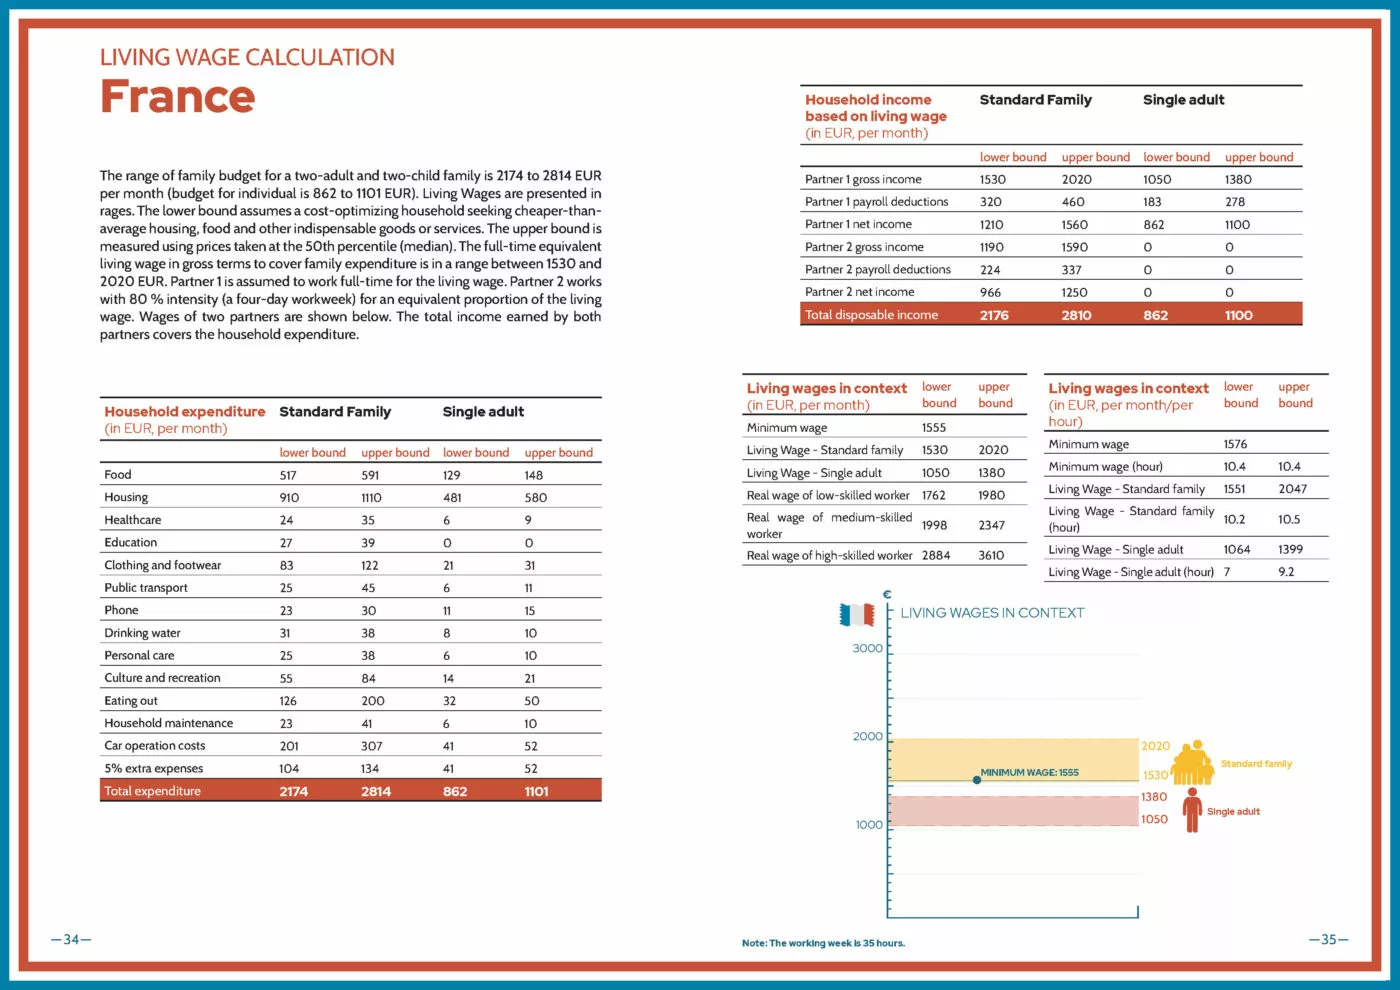 LIVING WAGE CALCULATION
France
The range of family budget for a two-adult and two-child family is 2174 to 2814 EUR
per month (budget for individual is 862 to 1101 EUR). Living Wages are presented in
rages. The lower bound assumes a cost-optimizing household seeking cheaper-than-
average housing, food and other indispensable goods or services. The upper bound is
measured using prices taken at the 50th percentile (median). The full-time equivalent
living wage in gross terms to cover family expenditure is in a range between 1530 and
2020 EUR. Partner 1 is assumed to work full-time for the living wage. Partner 2 works
with 80 % intensity (a four-day workweek) for an equivalent proportion of the living
wage. Wages of two partners are shown below. The total income earned by both
partners covers the household expenditure.
Household expenditure Standard Family Single adult
(in EUR, per month)
lower bound upper bound lower bound upper bound
Food 517 591 129 148
Housing 910 1110 481 580
Healthcare 24 35 6 9
Education 27 39 0 0
Clothing and footwear 83 122 21 31
Public transport 25 45 6 11
Phone 23 30 11 15
Drinking water 31 38 8 10
Personal care 25 38 6 10
Culture and recreation 55 84 14 21
Eating out 126 200 32 50
Household maintenance 23 41 6 10
Car operation costs 201 307 41 52
5% extra expenses 104 134 41 52
Total expenditure 2174 2814 862 1101
—34—
Household income Standard Family Single adult
based on living wage
(in EUR, per month)
lower bound upper bound lower bound upper bound
Partner 1 gross income 1530 2020 1050 1380
Partner 1 payroll deductions 320 460 183 278
Partner 1 net income 1210 1560 862 1100
Partner 2 gross income 1190 1590 0 0
Partner 2 payroll deductions 224 337 0 0
Partner 2 net income 966 1250 0 0
Total disposable income 2176 2810 862 1100
Living wages in context lower upper
(in EUR, per month) bound bound
Minimum wage 1555
Living Wage - Standard family 1530 2020
Living Wage - Single adult 1050 1380
Real wage of low-skilled worker 1762 1980
Real wage of medium-skilled
worker 1998 2347
Real wage of high-skilled worker 2884 3610
Living wages in context lower upper
(in EUR, per month/per bound bound
hour)
Minimum wage 1576
Minimum wage (hour) 10.4 10.4
Living Wage - Standard family 1551 2047
Living Wage - Standard family
(hour) 10.2 10.5
Living Wage - Single adult 1064 1399
Living Wage - Single adult (hour) 7 9.2
€
LIVING WAGES IN CONTEXT
3000
2000
2020
Standard family
MINIMUM WAGE: 1555
1530
1380
Single adult
1050
1000
Note: The working week is 35 hours.
—35—